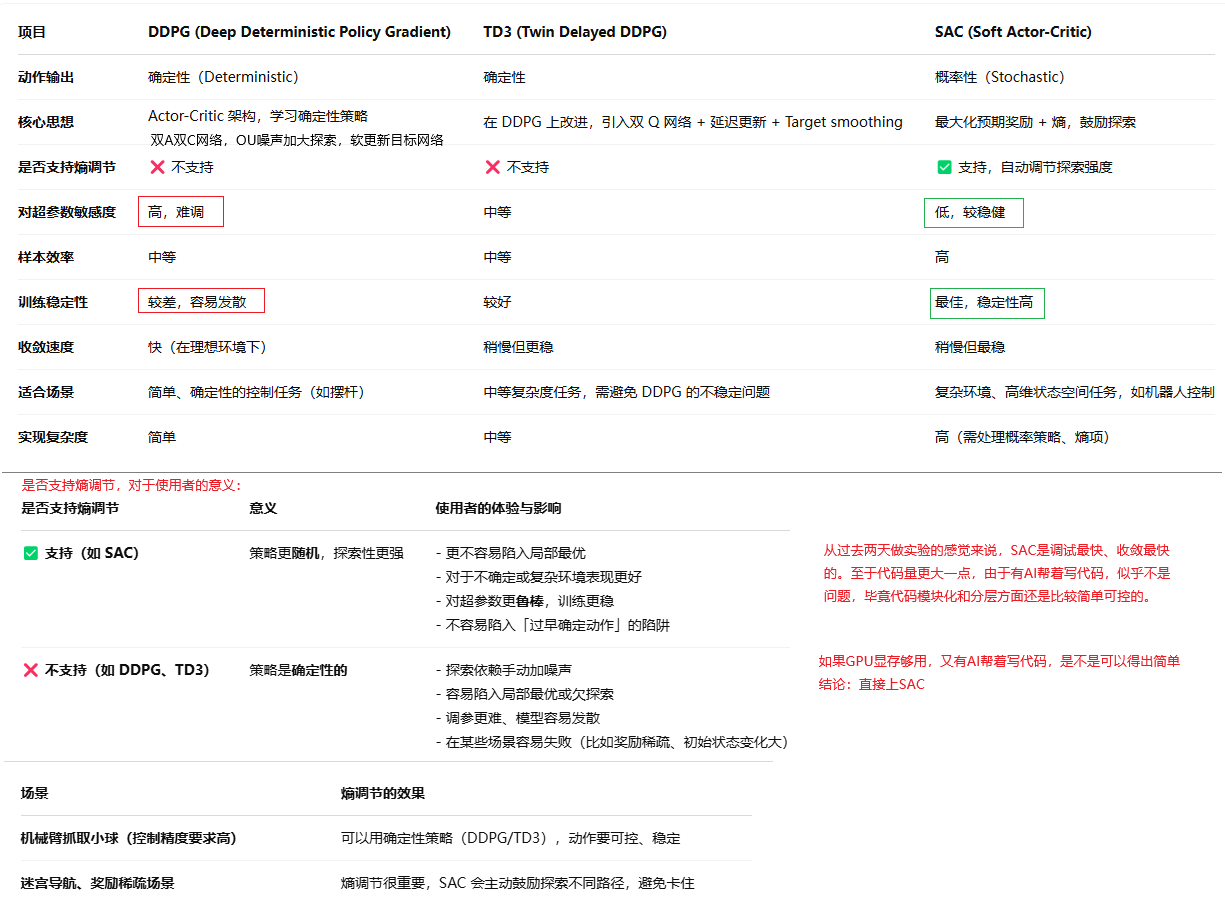 项目 DDPG (Deep Deterministic Policy Gradient) TD3 (Twin Delayed DDPG) SAC (Soft Actor-Critic)
动作输出 确定性（Deterministic） 确定性 概率性（Stochastic）
核心思想 Actor-Critic 架构，学习确定性策略
双A双C网络，OU噪声加大探索，软更新目标网络 在 DDPG 上改进，引入双 Q 网络 + 延迟更新 + Target smoothing 最大化预期奖励 + 熵，鼓励探索
是否支持熵调节 ❌ 不支持 ❌ 不支持 ✅ 支持，自动调节探索强度
对超参数敏感度 高，难调 中等 低，较稳健
样本效率 中等 中等 高
训练稳定性 较差，容易发散 较好 最佳，稳定性高
收敛速度 快（在理想环境下） 稍慢但更稳 稍慢但最稳
适合场景 简单、确定性的控制任务（如摆杆） 中等复杂度任务，需避免 DDPG 的不稳定问题 复杂环境、高维状态空间任务，如机器人控制
实现复杂度 简单 中等 高（需处理概率策略、熵项）
是否支持熵调节，对于使用者的意义：
是否支持熵调节 意义 使用者的体验与影响
✅ 支持（如 SAC） 策略更随机，探索性更强 - 更不容易陷入局部最优
- 对于不确定或复杂环境表现更好
- 对超参数更鲁棒，训练更稳
- 不容易陷入「过早确定动作」的陷阱
❌ 不支持（如 DDPG、TD3） 策略是确定性的 - 探索依赖手动加噪声
- 容易陷入局部最优或欠探索
- 调参更难、模型容易发散
- 在某些场景容易失败（比如奖励稀疏、初始状态变化大）
从过去两天做实验的感觉来说，SAC是调试最快、收敛最快
的。至于代码量更大一点，由于有AI帮着写代码，似乎不是
问题，毕竟代码模块化和分层方面还是比较简单可控的。
如果GPU显存够用，又有AI帮着写代码，是不是可以得出简单
结论：直接上SAC
场景 熵调节的效果
机械臂抓取小球（控制精度要求高） 可以用确定性策略（DDPG/TD3），动作要可控、稳定
迷宫导航、奖励稀疏场景 熵调节很重要，SAC 会主动鼓励探索不同路径，避免卡住